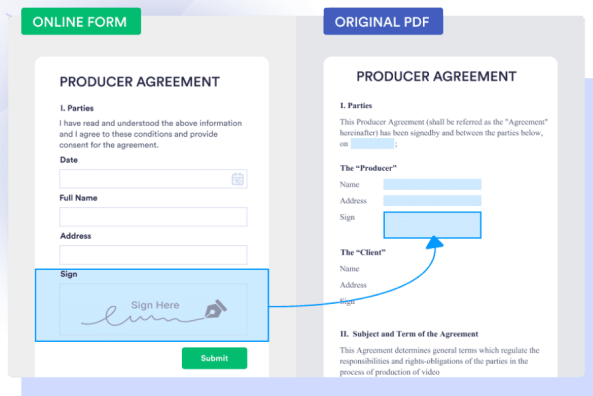 ONLINE FORM
PRODUCER AGREEMENT
I. Parties
I have read and understood the above information
and I agree to these conditions and provide
consent for the agreement.
Date
Full Name
Address
Sign
Sign Here
Submit
ORIGINAL PDF
PRODUCER AGREEMENT
I. Parties
This Producer Agreement (shall be referred as the "Agreement"
hereinafter) has been signedby and between the parties below,
on ;
The “Producer”
Name
Address
Sign
The “Client”
Name
Address
Sign
II. Subject and Term of the Agreement
This Agreement determines general terms which regulate the
responsibilities and rights-obligations of the parties in the
process of production of video